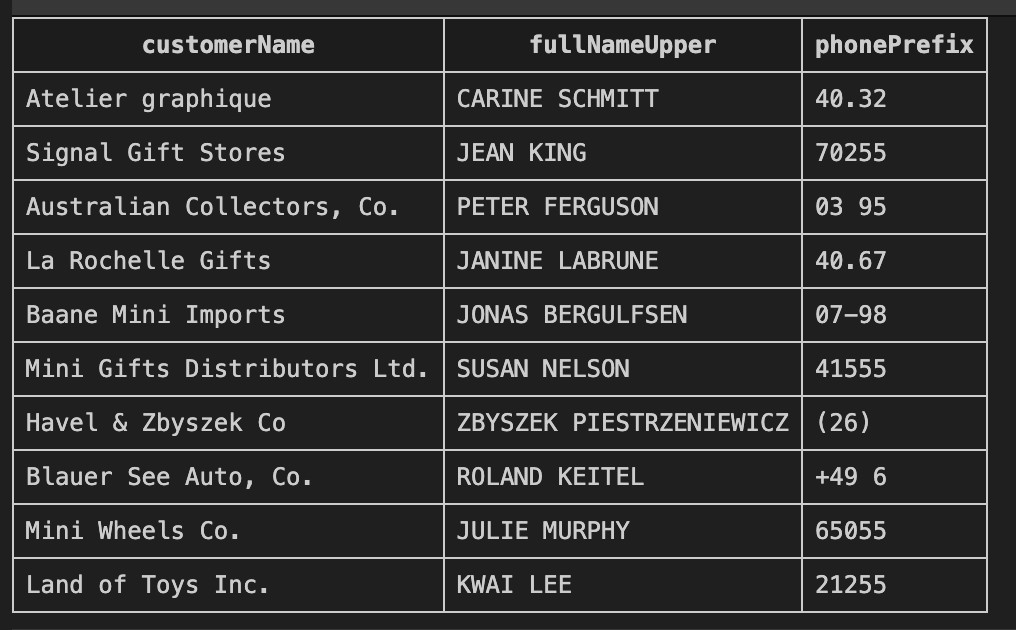 customerName fullNameUpper phonePrefix
Atelier graphique CARINE SCHMITT 40.32
Signal Gift Stores JEAN KING 70255
Australian Collectors, Co. PETER FERGUSON 03 95
La Rochelle Gifts JANINE LABRUNE 40.67
Baane Mini Imports JONAS BERGULFSEN 07-98
Mini Gifts Distributors Ltd. SUSAN NELSON 41555
Havel & Zbyszek Co ZBYSZEK PIESTRZENIEWICZ (26)
Blauer See Auto, Co. ROLAND KEITEL +49 6
Mini Wheels Co. JULIE MURPHY 65055
Land of Toys Inc. KWAI LEE 21255